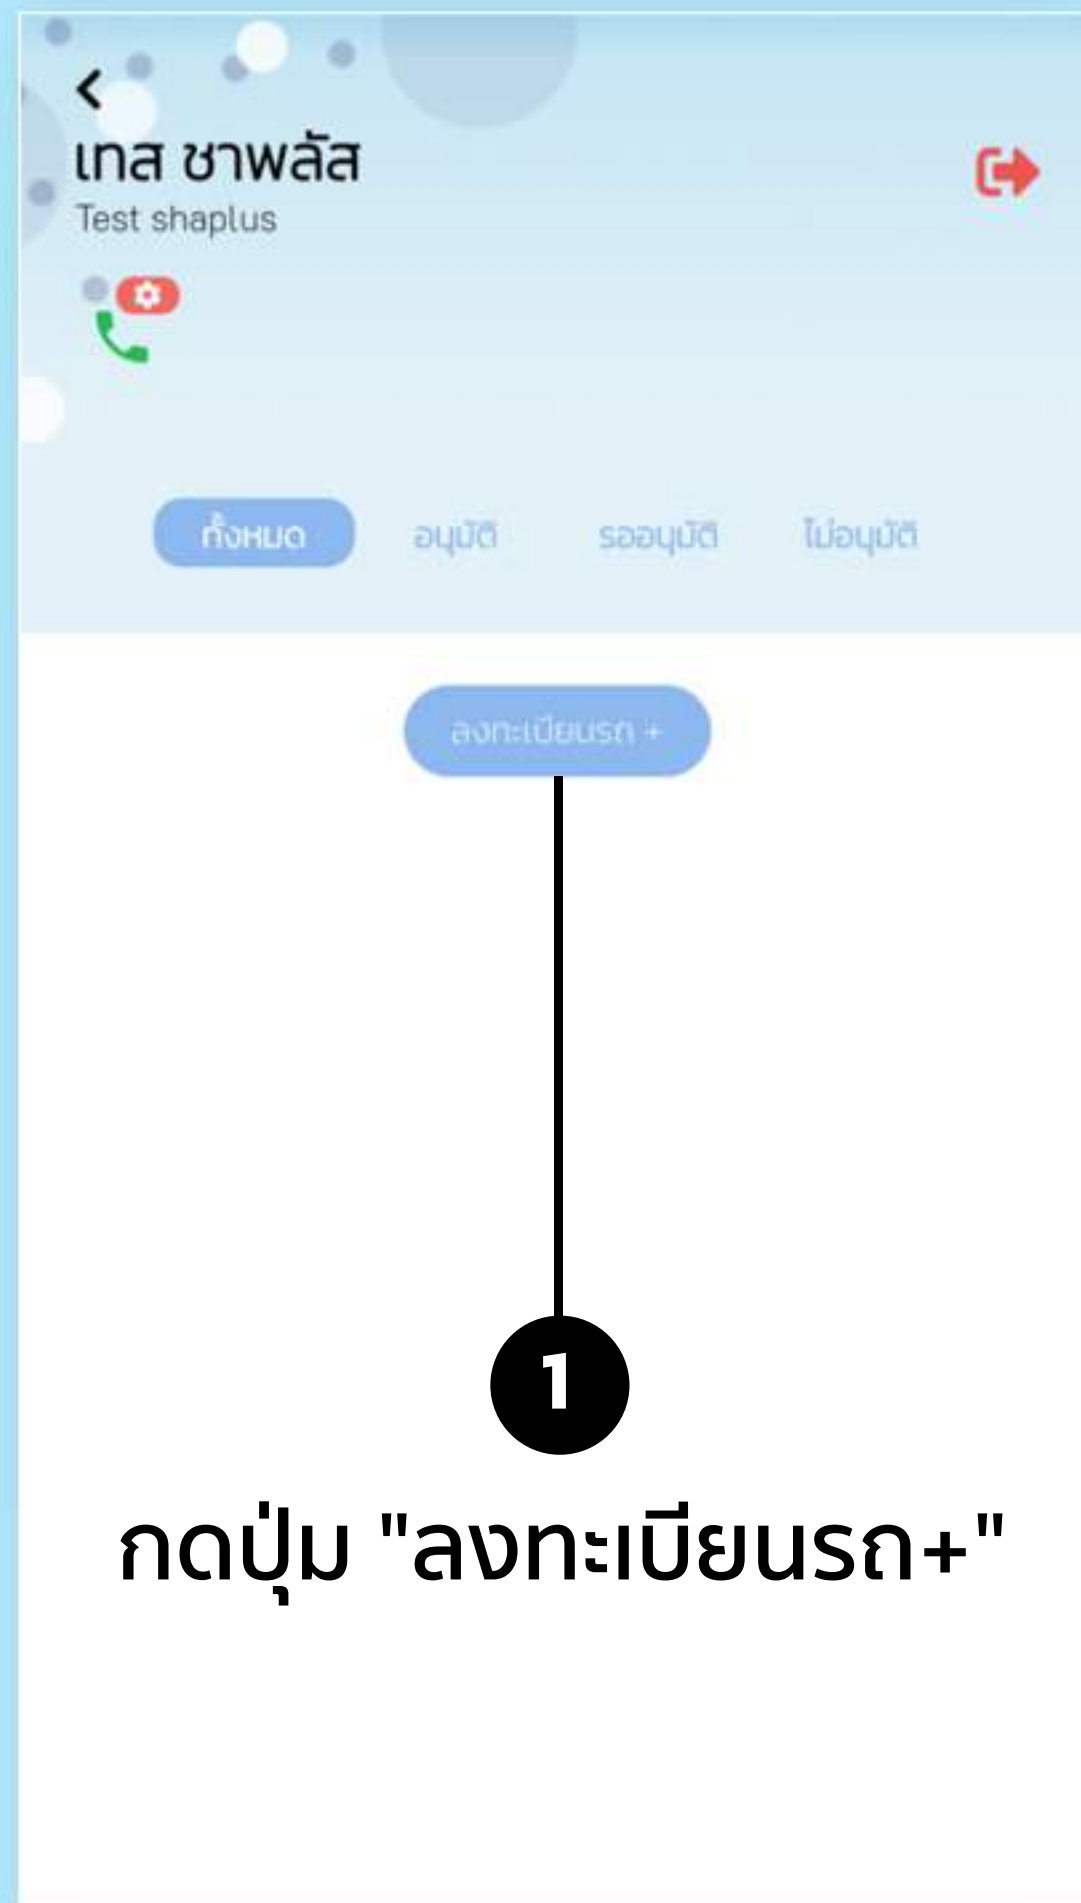 เทส ชาพลัส
Test shaplus
ทั้งหมด อนุมัติ รออนุมัติ ไม่อนุมัติ
ลงทะเบียนรถ +
1
กดปุ่ม "ลงทะเบียนรถ+"